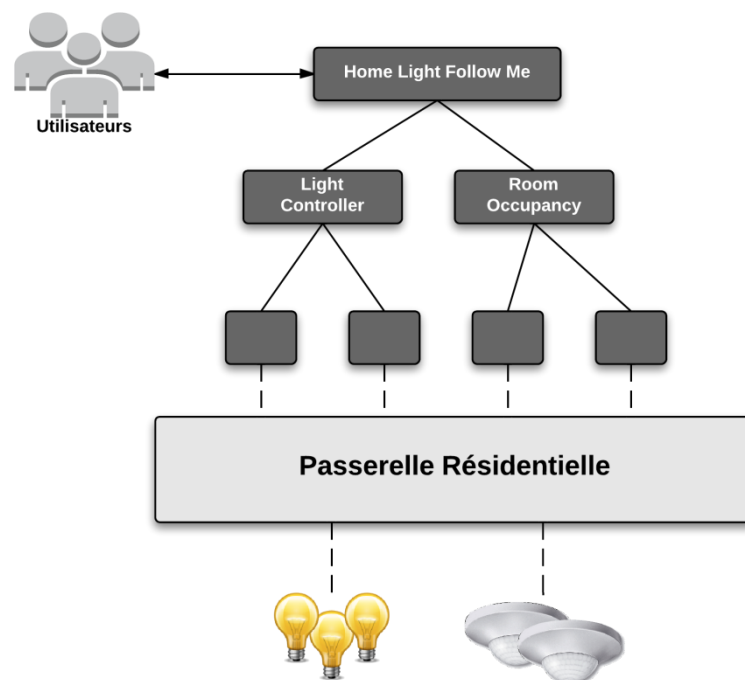 Home Light Follow Me
Utilisateurs
Light
Controller
Room
Occupancy
Passerelle Résidentielle